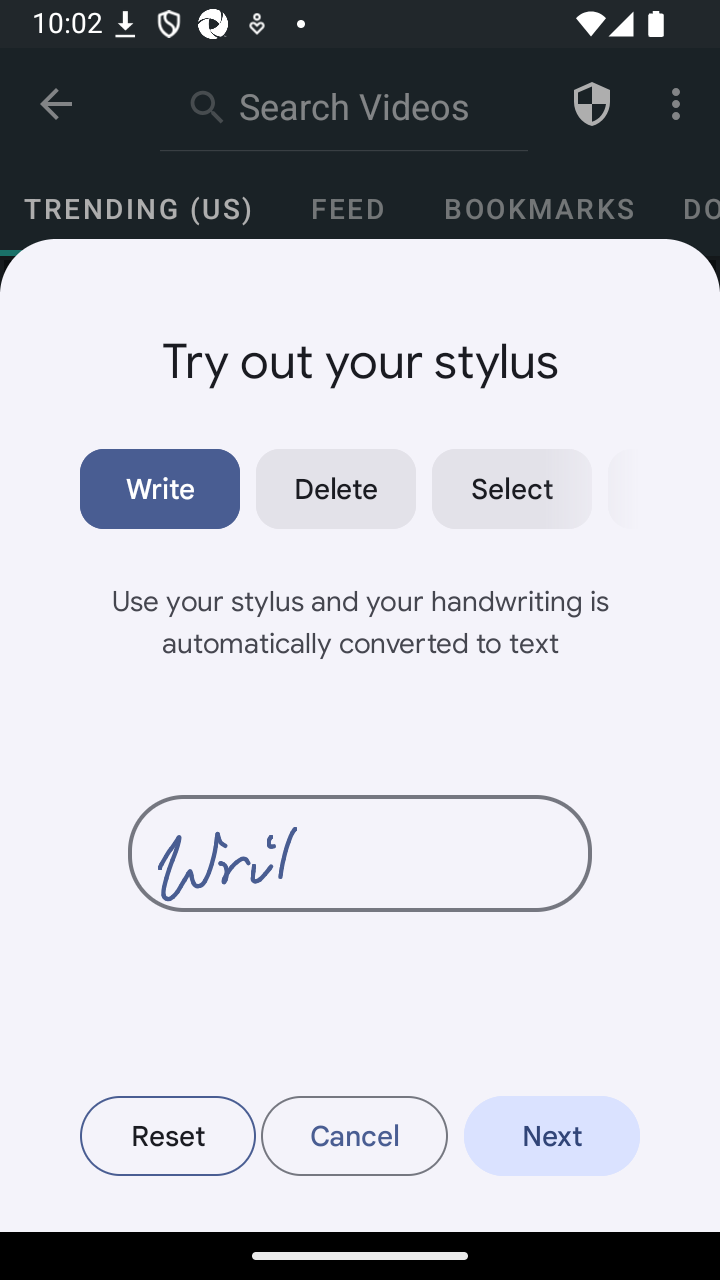 10:02
Search Videos
TRENDING (US) FEED BOOKMARKS DO
Try out your stylus
Write Delete Select
Use your stylus and your handwriting is
automatically converted to text
Reset Cancel Next